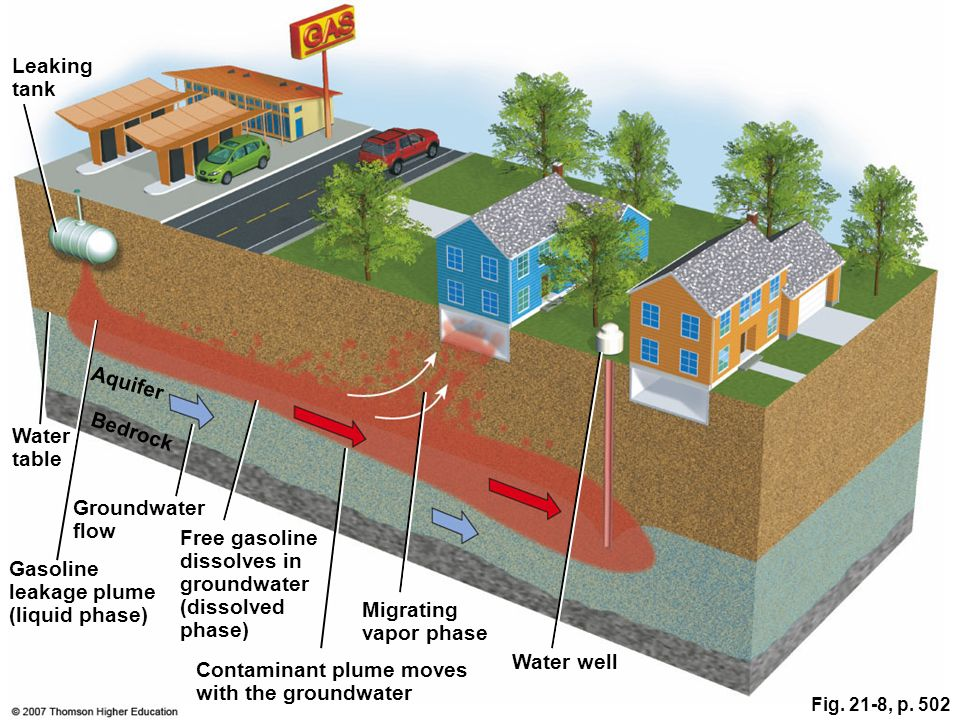 GAS
Leaking
tank
Aquifer
Bedrock
Water
table
Groundwater
flow
Gasoline
leakage plume
(liquid phase)
Free gasoline
dissolves in
groundwater
(dissolved
phase)
Migrating
vapor phase
Contaminant plume moves
with the groundwater
Water well
© 2007 Thomson Higher Education
Fig. 21-8, p. 502